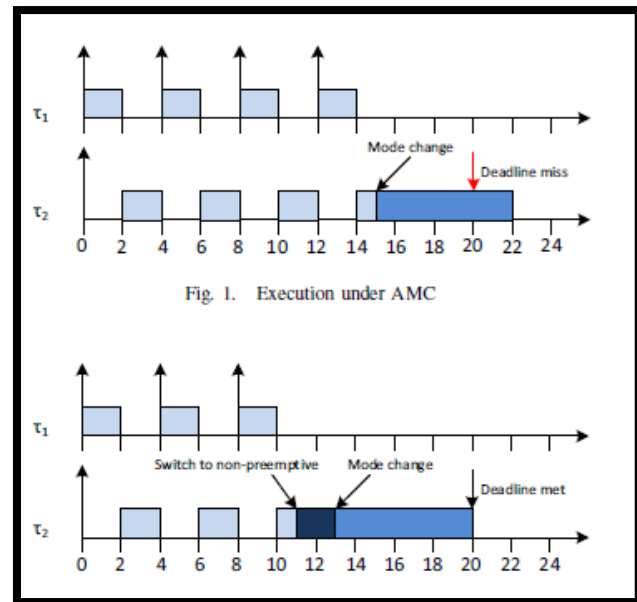 τ1
Mode change
Deadline miss
τ2
0 2 4 6 8 10 12 14 16 18 20 22 24
Fig. 1. Execution under AMC
τ1
Switch to non-preemptive Mode change
Deadline met
τ2
0 2 4 6 8 10 12 14 16 18 20 22 24